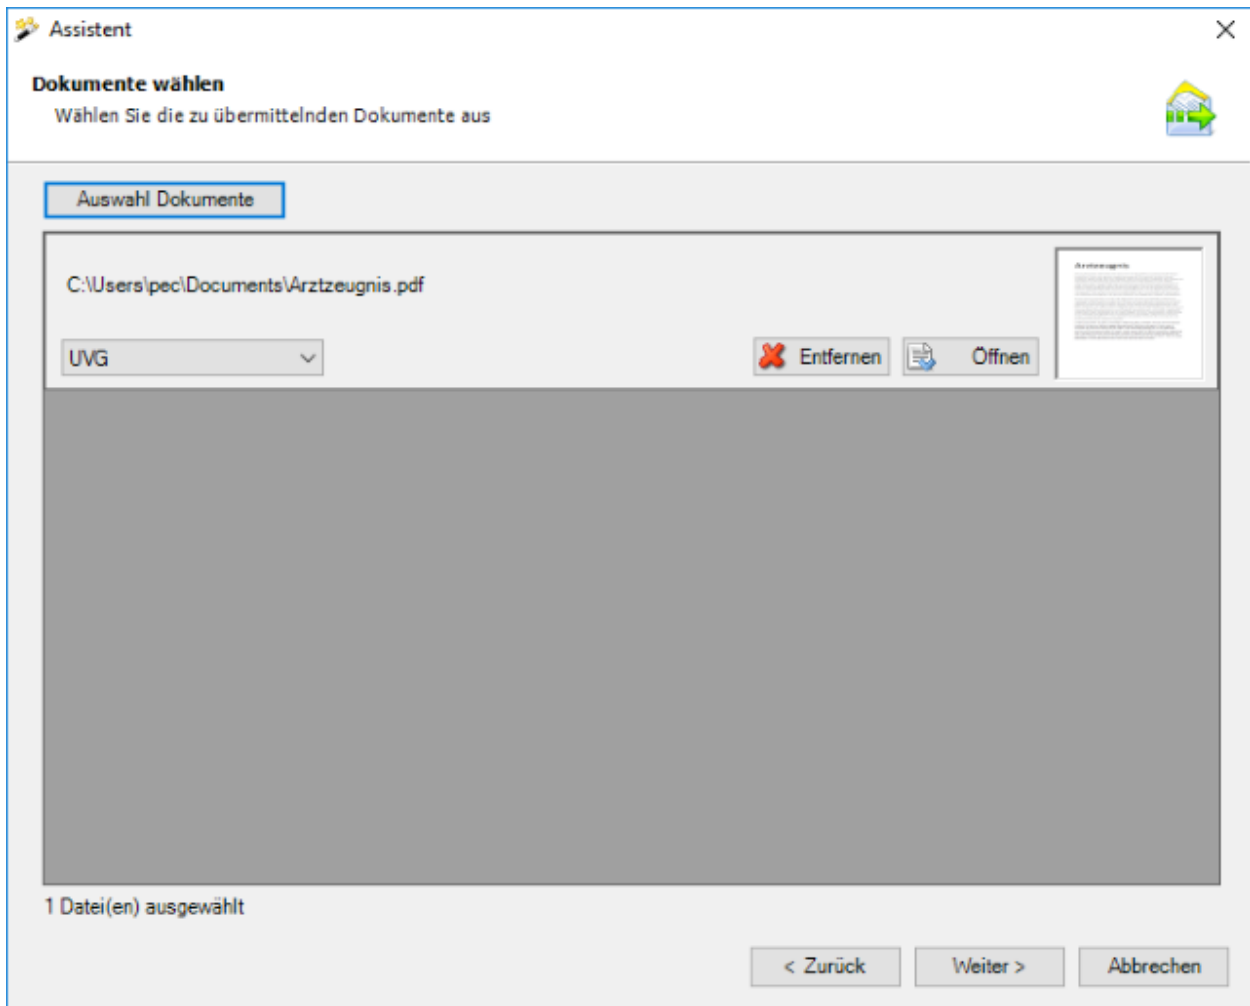 Assistent
Dokumente wählen
Wählen Sie die zu übermittelnden Dokumente aus
Auswahl Dokumente
C:\Users\pec\Documents\Arztzeugnis.pdf
Arztzeugnis
UVG
Entfernen
Öffnen
1 Datei(en) ausgewählt
< Zurück
Weiter >
Abbrechen